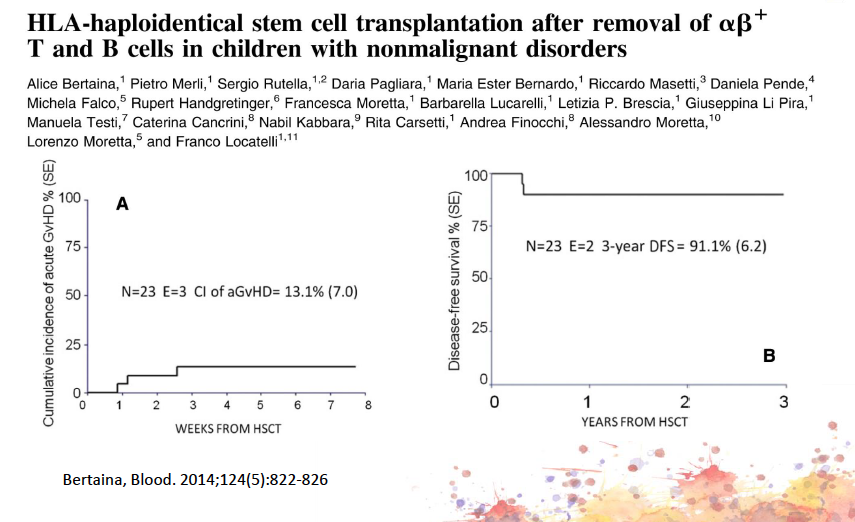 HLA-haploidentical stem cell transplantation after removal of αβ+
T and B cells in children with nonmalignant disorders
Alice Bertaina,1 Pietro Merli,1 Sergio Rutella,1,2 Daria Pagliara,1 Maria Ester Bernardo,1 Riccardo Masetti,3 Daniela Pende,4
Michela Falco,5 Rupert Handgretinger,6 Francesca Moretta,1 Barbarella Lucarelli,1 Letizia P. Brescia,1 Giuseppina Li Pira,1
Manuela Testi,7 Caterina Cancrini,8 Nabil Kabbara,9 Rita Carsetti,1 Andrea Finocchi,8 Alessandro Moretta,10
Lorenzo Moretta,5 and Franco Locatelli1,11
Cumulative incidence of acute GvHD % (SE)
100
75
50
25
0
A
N=23 E=3 CI of aGvHD= 13.1% (7.0)
0 1 2 3 4 5 6 7 8
WEEKS FROM HSCT
Disease-free survival % (SE)
100
75
50
25
0
N=23 E=2 3-year DFS= 91.1% (6.2)
B
0 1 2 3
YEARS FROM HSCT
Bertaina, Blood. 2014;124(5):822-826